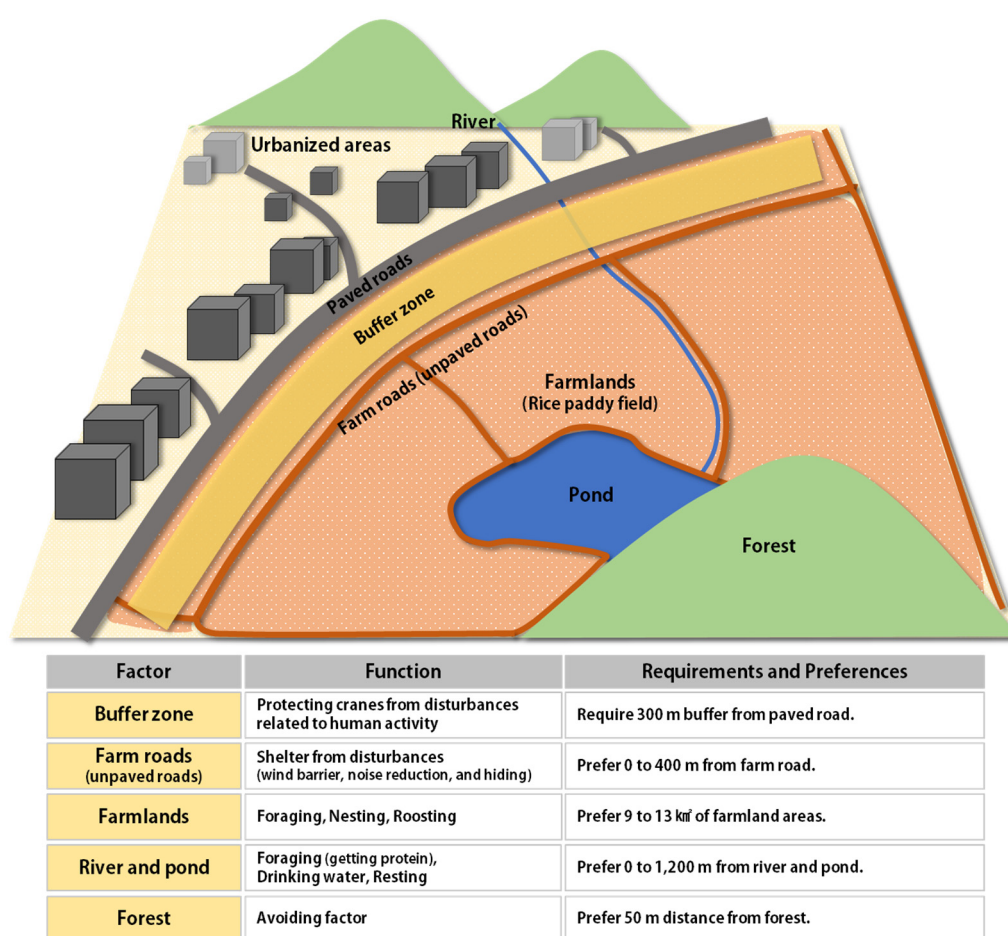 River
Urbanized areas
Paved roads
Buffer zone
Farm roads (unpaved roads)
Farmlands
(Rice paddy field)
Pond
Forest
Factor Function Requirements and Preferences
Buffer zone
Protecting cranes from disturbances
related to human activity
Require 300 m buffer from paved road.
Farm roads
(unpaved roads)
Shelter from disturbances
(wind barrier, noise reduction, and hiding)
Prefer 0 to 400 m from farm road.
Farmlands
Foraging, Nesting, Roosting
Prefer 9 to 13 ㎢ of farmland areas.
River and pond
Foraging (getting protein),
Drinking water, Resting
Prefer 0 to 1,200 m from river and pond.
Forest
Avoiding factor
Prefer 50 m distance from forest.